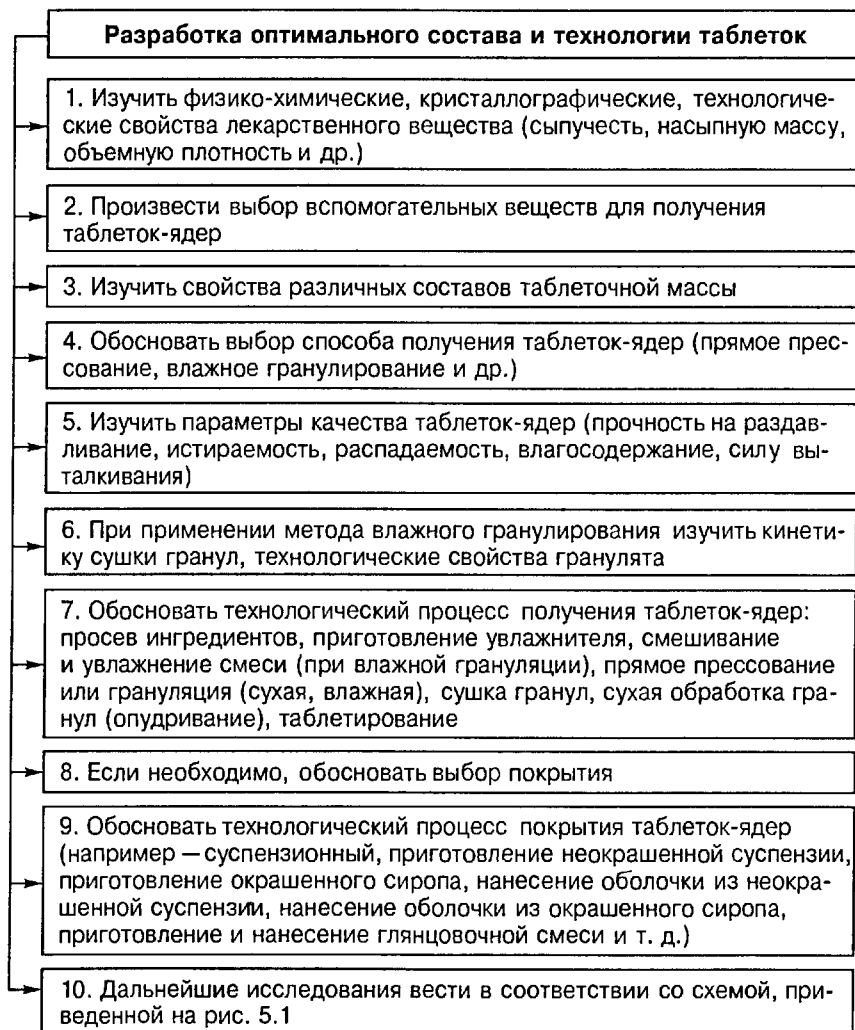 Разработка оптимального состава и технологии таблеток
1. Изучить физико-химические, кристаллографические, технологиче-
ские свойства лекарственного вещества (сыпучесть, насыпную массу,
объемную плотность и др.)
2. Произвести выбор вспомогательных веществ для получения
таблеток-ядер
3. Изучить свойства различных составов таблеточной массы
4. Обосновать выбор способа получения таблеток-ядер (прямое прес-
сование, влажное гранулирование и др.)
5. Изучить параметры качества таблеток-ядер (прочность на раздав-
ливание, истираемость, распадаемость, влагосодержание, силу вы-
талкивания)
6. При применении метода влажного гранулирования изучить кинети-
ку сушки гранул, технологические свойства гранулята
7. Обосновать технологический процесс получения таблеток-ядер:
просев ингредиентов, приготовление увлажнителя, смешивание
и увлажнение смеси (при влажной грануляции), прямое прессование
или грануляция (сухая, влажная), сушка гранул, сухая обработка гра-
нул (опудривание), таблетирование
8. Если необходимо, обосновать выбор покрытия
9. Обосновать технологический процесс покрытия таблеток-ядер
(например — суспензионный, приготовление неокрашенной суспензии,
приготовление окрашенного сиропа, нанесение оболочки из неокра-
шенной суспензии, нанесение оболочки из окрашенного сиропа,
приготовление и нанесение глянцовочной смеси и т. д.)
10. Дальнейшие исследования вести в соответствии со схемой, при-
веденной на рис. 5.1